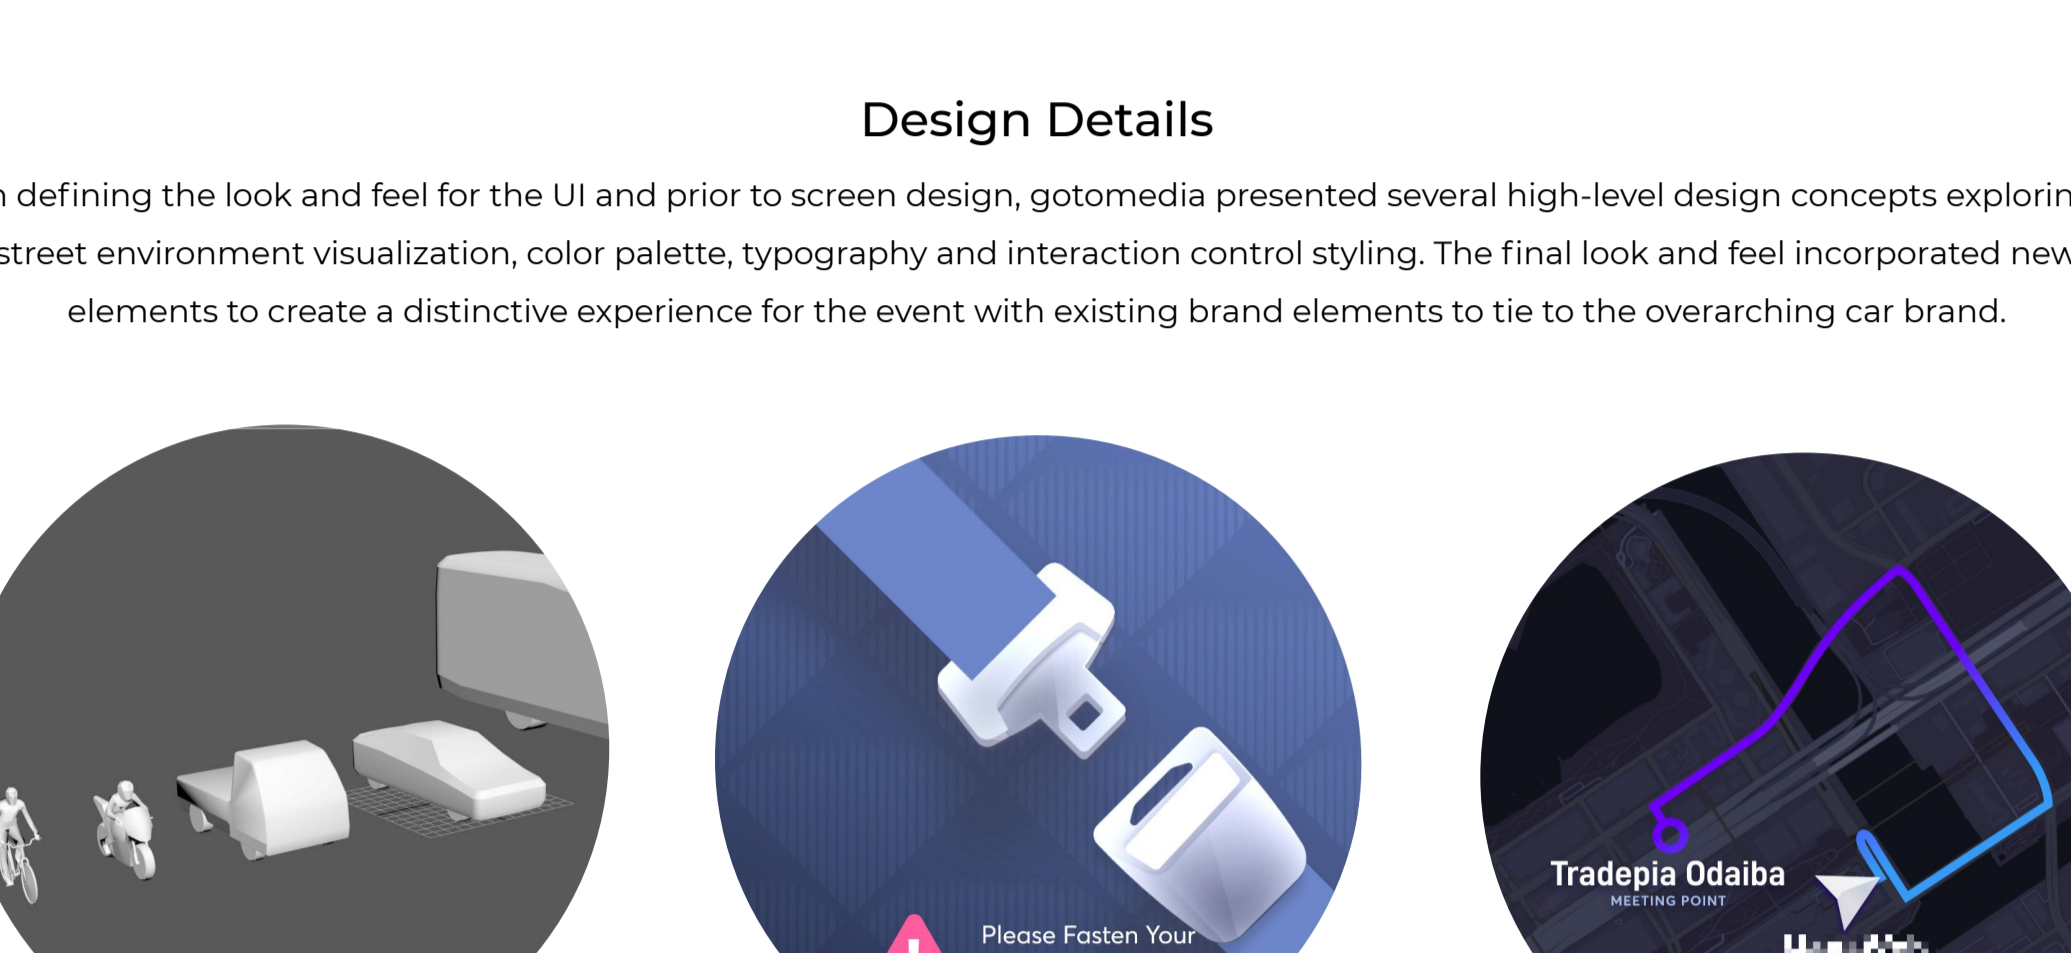 Design Details
defining the look and feel for the UI and prior to screen design, gotomedia presented several high-level design concepts explorin
street environment visualization, color palette, typography and interaction control styling. The final look and feel incorporated new
elements to create a distinctive experience for the event with existing brand elements to tie to the overarching car brand.
Tradepia Odaiba
MEETING POINT
Please Fasten Your